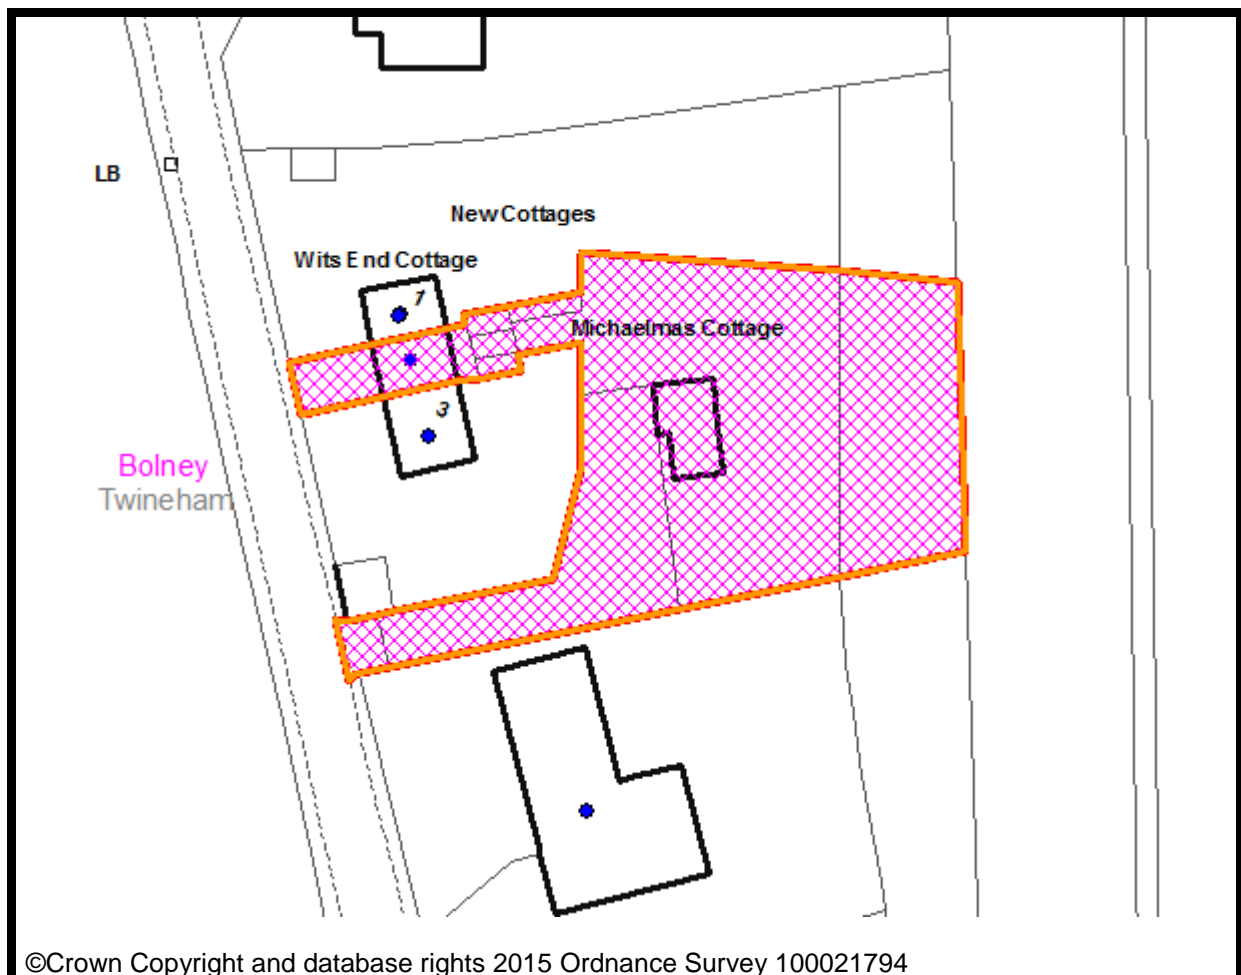 LB
New Cottages
Wits End Cottage
1
Michaelmas Cottage
3
Bolney
Twineham
©Crown Copyright and database rights 2015 Ordnance Survey 100021794